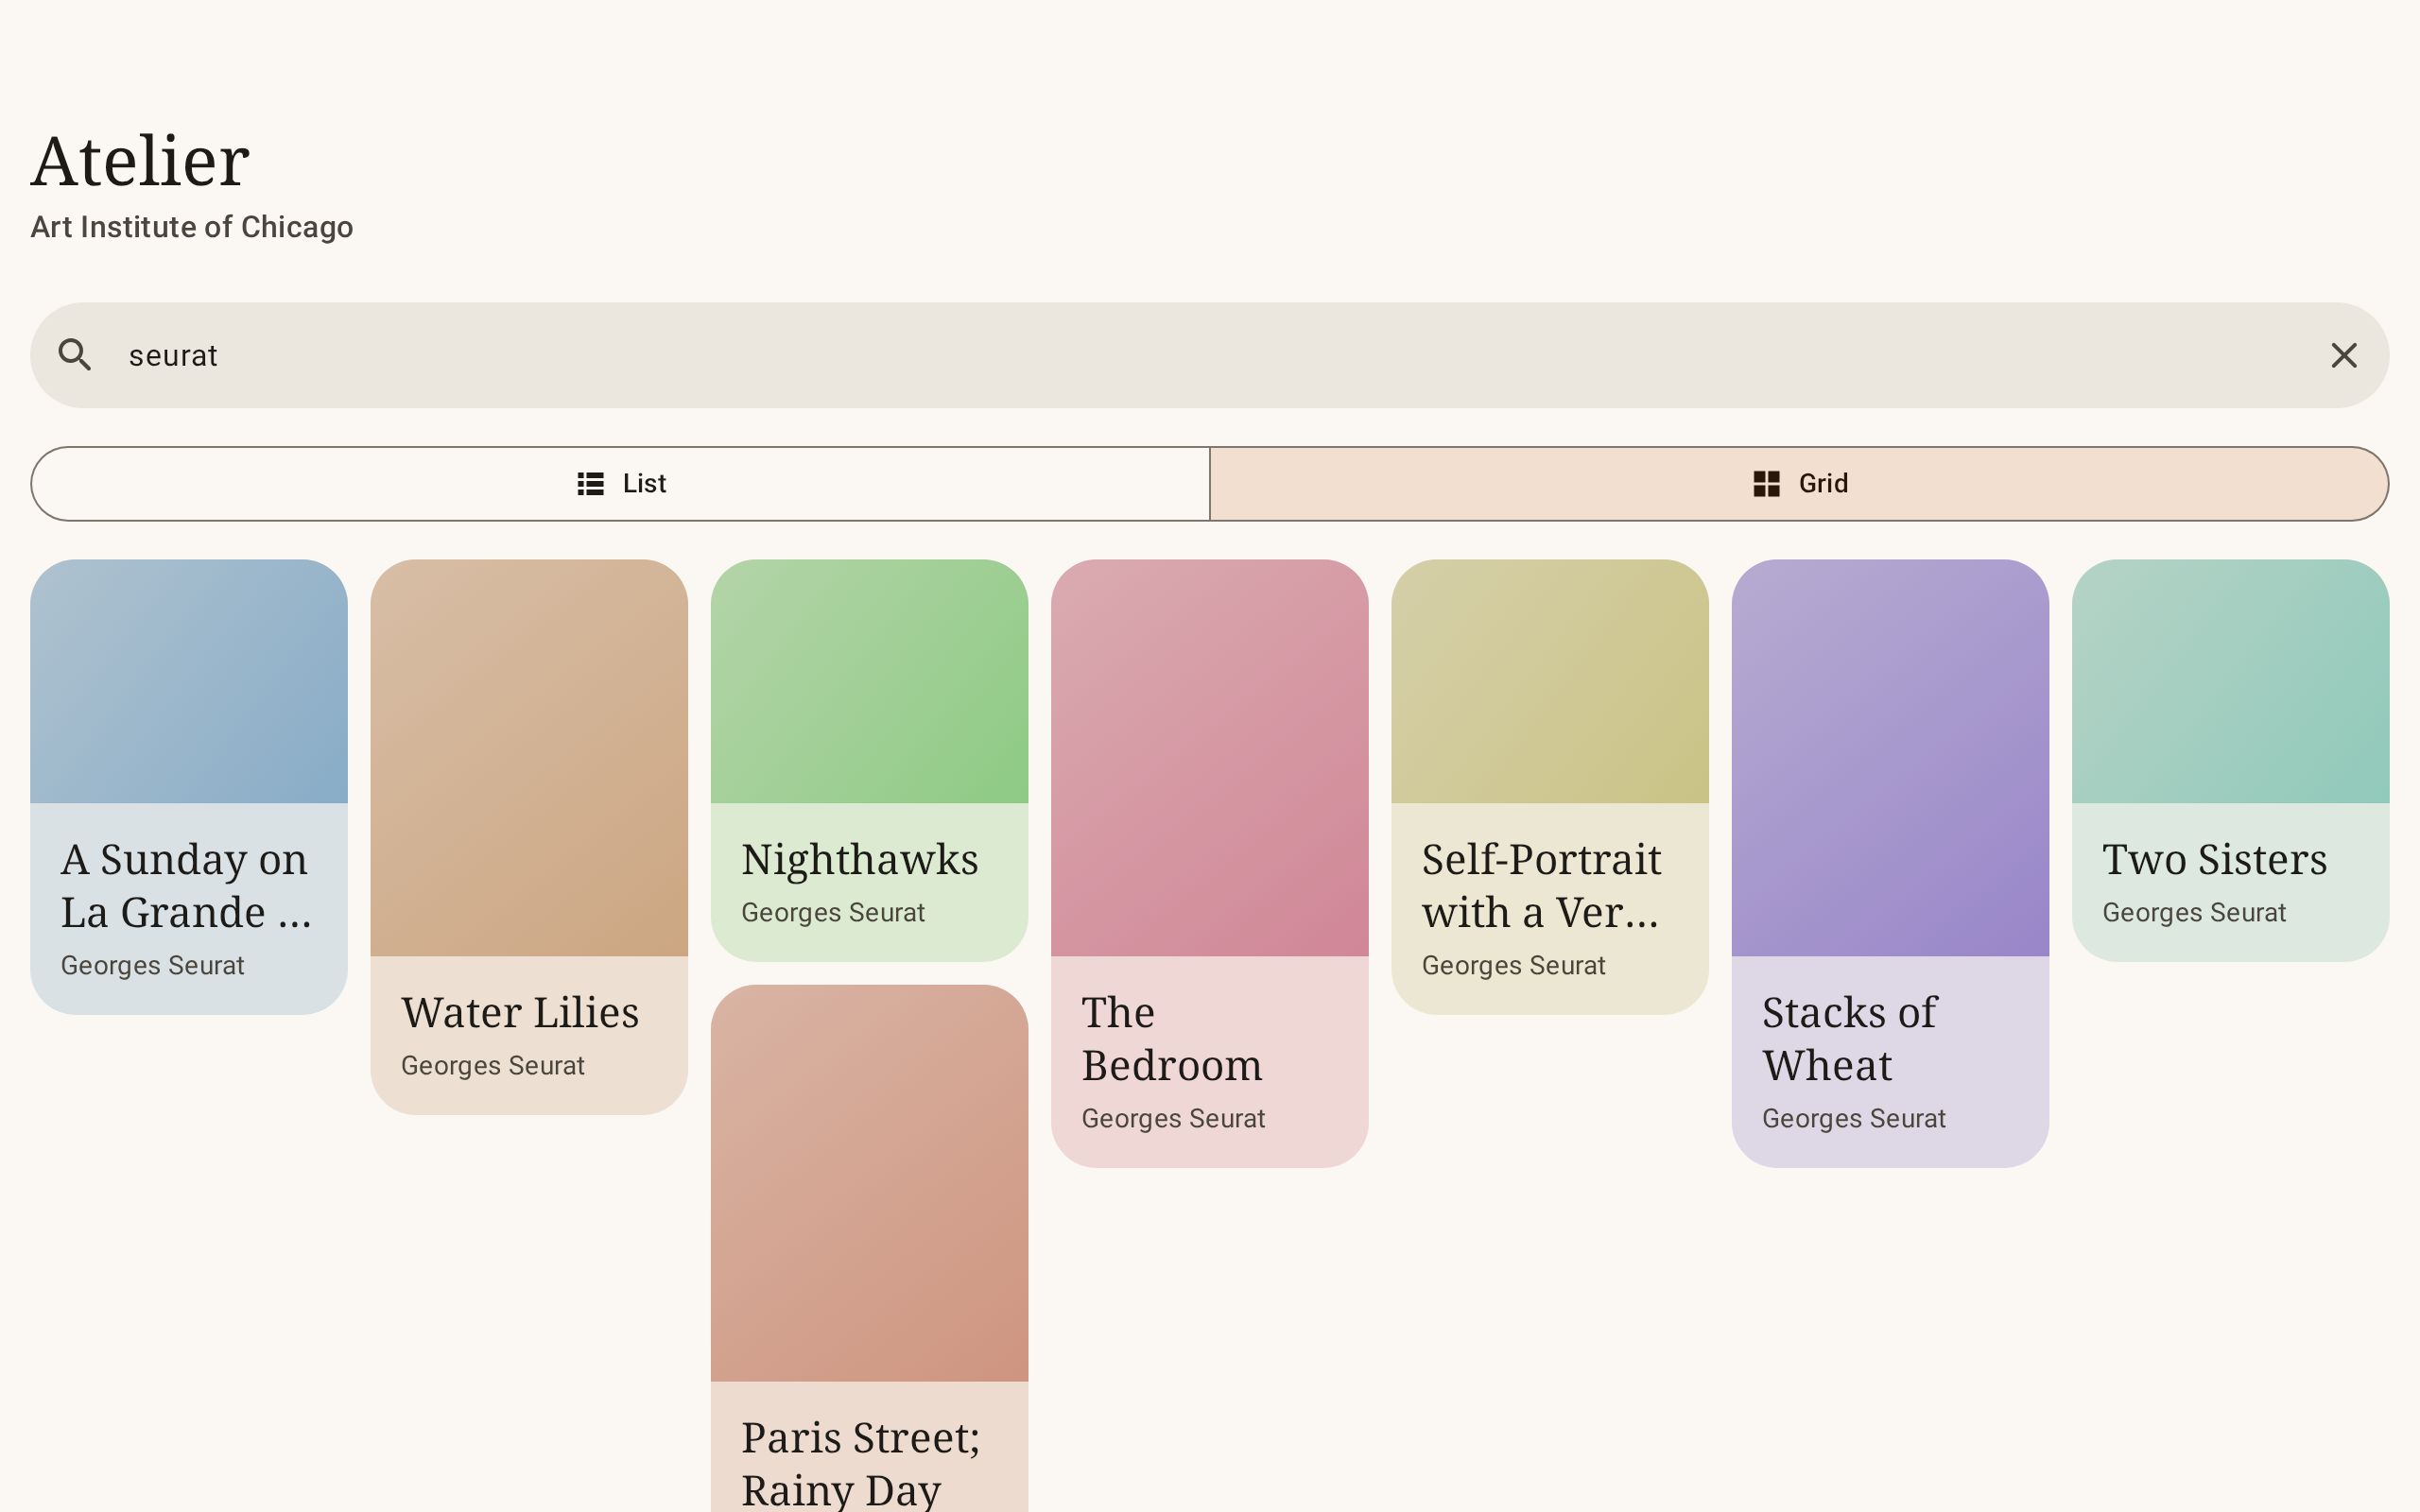 Atelier
Art Institute of Chicago
seurat
List
Grid
A Sunday on
La Grande ...
Georges Seurat
Water Lilies
Georges Seurat
Nighthawks
Georges Seurat
The
Bedroom
Georges Seurat
Self-Portrait
with a Ver...
Georges Seurat
Stacks of
Wheat
Georges Seurat
Two Sisters
Georges Seurat
Paris Street;
Rainy Day